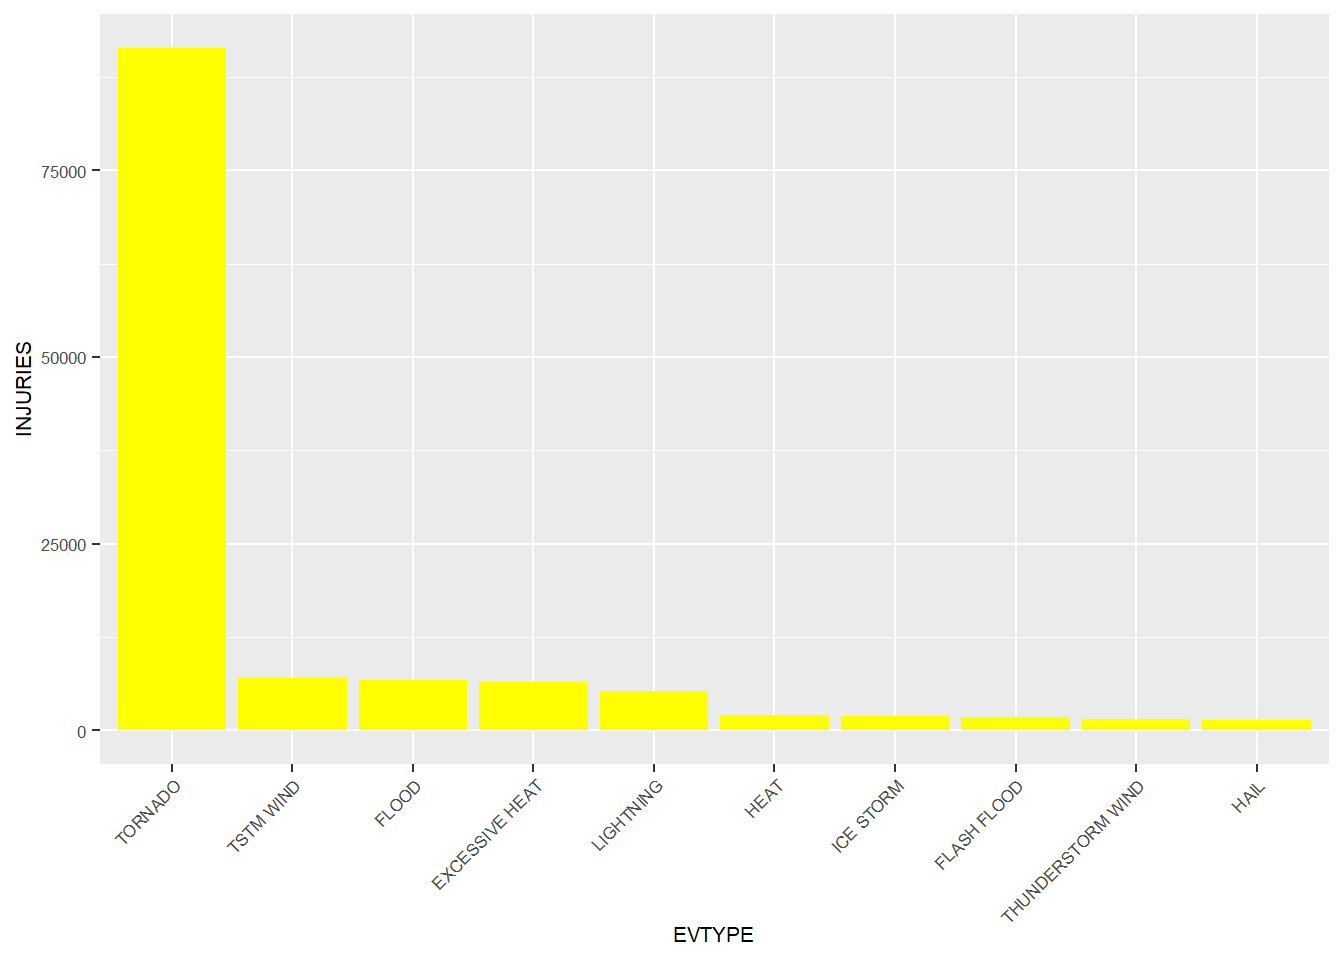 INJURIES
75000
50000
25000
0
TORNADO
TSTM WIND
FLOOD
EXCESSIVE HEAT
LIGHTNING
HEAT
ICE STORM
FLASH FLOOD
THUNDERSTORM WIND
HAIL
EVTYPE